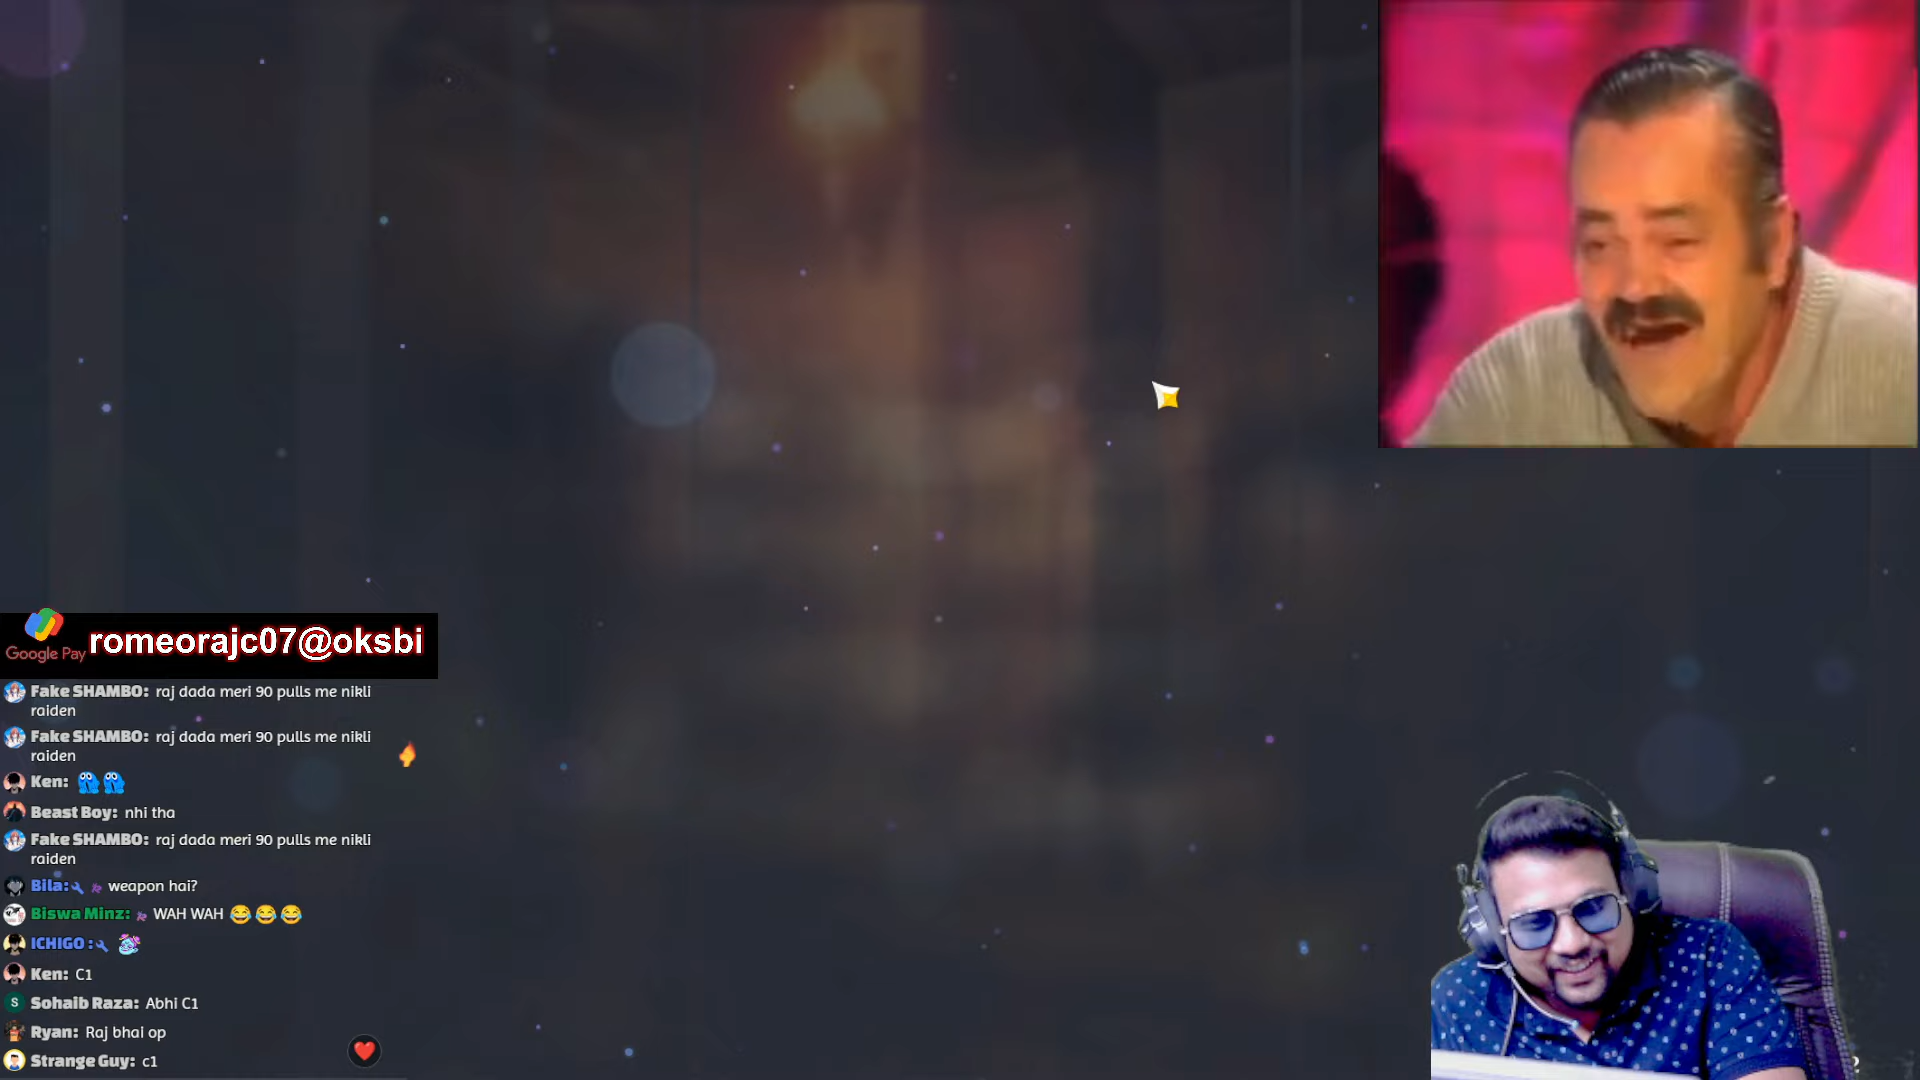 Google Pay romeorajc07@oksbi
Fake SHAMBO: raj dada meri 90 pulls me nikli
raiden
Fake SHAMBO: raj dada meri 90 pulls me nikli
raiden
Ken:
Beast Boy: nhi tha
Fake SHAMBO: raj dada meri 90 pulls me nikli
raiden
Bila: weapon hai?
Biswa Minz: WAH WAH 😂😂😂
ICHIGO :
Ken: C1
S Sohaib Raza: Abhi C1
Ryan: Raj bhai op
Strange Guy: c1